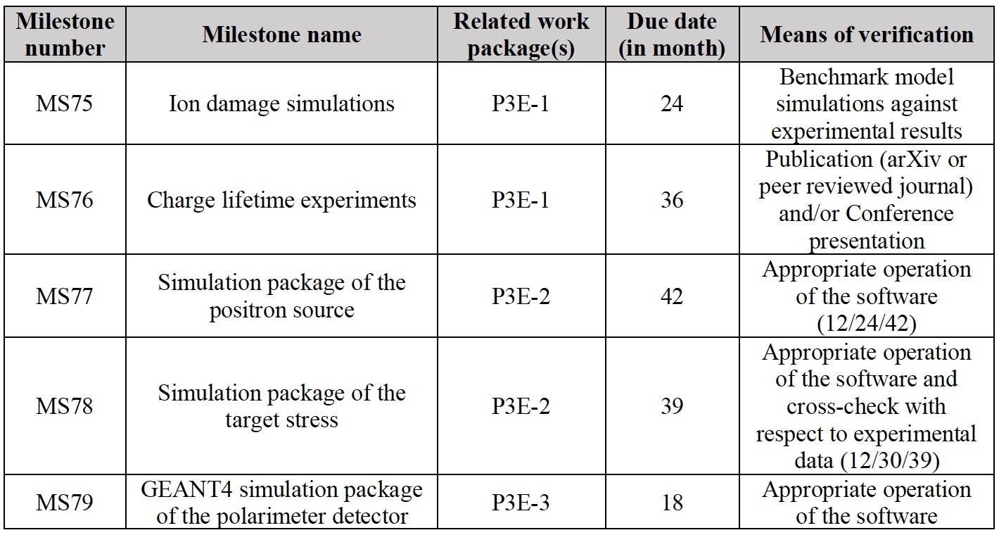 Milestone number
Milestone name
Related work package(s)
Due date (in month)
Means of verification
MS75
Ion damage simulations
P3E-1
24
Benchmark model
simulations against
experimental results
MS76
Charge lifetime experiments
P3E-1
36
Publication (arXiv or
peer reviewed journal)
and/or Conference
presentation
MS77
Simulation package of the
positron source
P3E-2
42
Appropriate operation
of the software
(12/24/42)
MS78
Simulation package of the
target stress
P3E-2
39
Appropriate operation
of the software and
cross-check with
respect to experimental
data (12/30/39)
MS79
GEANT4 simulation package
of the polarimeter detector
P3E-3
18
Appropriate operation
of the software